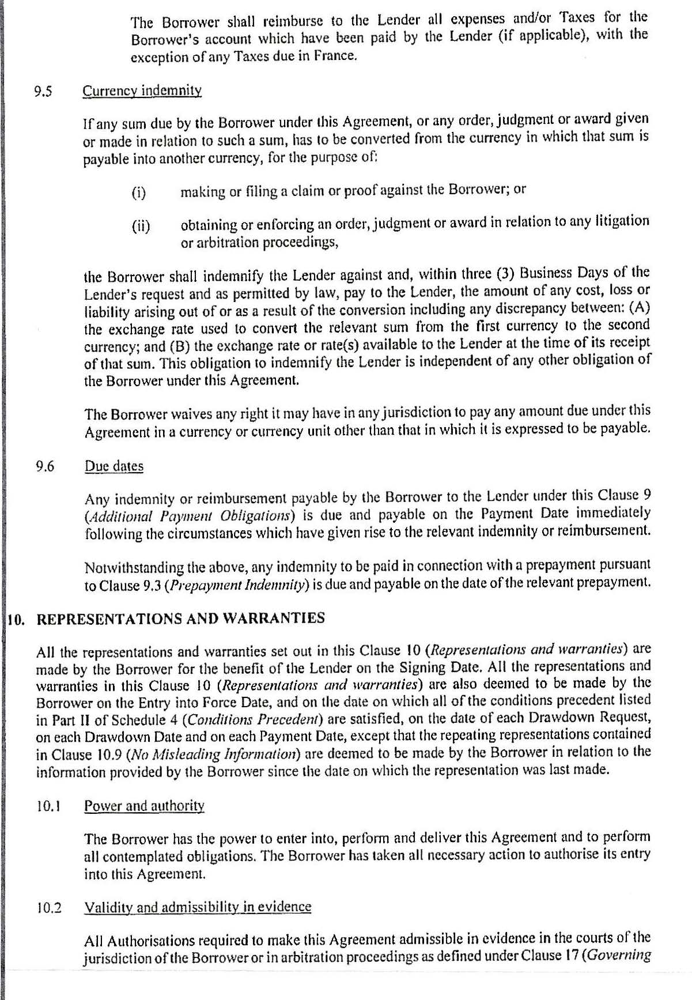 The Borrower shall reimburse to the Lender all expenses and/or Taxes for the
Borrower's account which have been paid by the Lender (if applicable), with the
exception of any Taxes due in France.
9.5 Currency indemnity
If any sum due by the Borrower under this Agreement, or any order, judgment or award given
or made in relation to such a sum, has to be converted from the currency in which that sum is
payable into another currency, for the purpose of:
(i) making or filing a claim or proof against the Borrower; or
(ii) obtaining or enforcing an order, judgment or award in relation to any litigation
or arbitration proceedings,
the Borrower shall indemnify the Lender against and, within three (3) Business Days of the
Lender's request and as permitted by law, pay to the Lender, the amount of any cost, loss or
liability arising out of or as a result of the conversion including any discrepancy between: (A)
the exchange rate used to convert the relevant sum from the first currency to the second
currency; and (B) the exchange rate or rate(s) available to the Lender at the time of its receipt
of that sum. This obligation to indemnify the Lender is independent of any other obligation of
the Borrower under this Agreement.
The Borrower waives any right it may have in any jurisdiction to pay any amount due under this
Agreement in a currency or currency unit other than that in which it is expressed to be payable.
9.6 Due dates
Any indemnity or reimbursement payable by the Borrower to the Lender under this Clause 9
(Additional Payment Obligations) is due and payable on the Payment Date immediately
following the circumstances which have given rise to the relevant indemnity or reimbursement.
Notwithstanding the above, any indemnity to be paid in connection with a prepayment pursuant
to Clause 9.3 (Prepayment Indemnity) is due and payable on the date of the relevant prepayment.
10. REPRESENTATIONS AND WARRANTIES
All the representations and warranties set out in this Clause 10 (Representations and warranties) are
made by the Borrower for the benefit of the Lender on the Signing Date. All the representations and
warranties in this Clause 10 (Representations and warranties) are also deemed to be made by the
Borrower on the Entry into Force Date, and on the date on which all of the conditions precedent listed
in Part II of Schedule 4 (Conditions Precedent) are satisfied, on the date of each Drawdown Request,
on each Drawdown Date and on each Payment Date, except that the repeating representations contained
in Clause 10.9 (No Misleading Information) are deemed to be made by the Borrower in relation to the
information provided by the Borrower since the date on which the representation was last made.
10.1 Power and authority
The Borrower has the power to enter into, perform and deliver this Agreement and to perform
all contemplated obligations. The Borrower has taken all necessary action to authorise its entry
into this Agreement.
10.2 Validity and admissibility in evidence
All Authorisations required to make this Agreement admissible in evidence in the courts of the
jurisdiction of the Borrower or in arbitration proceedings as defined under Clause 17 (Governing